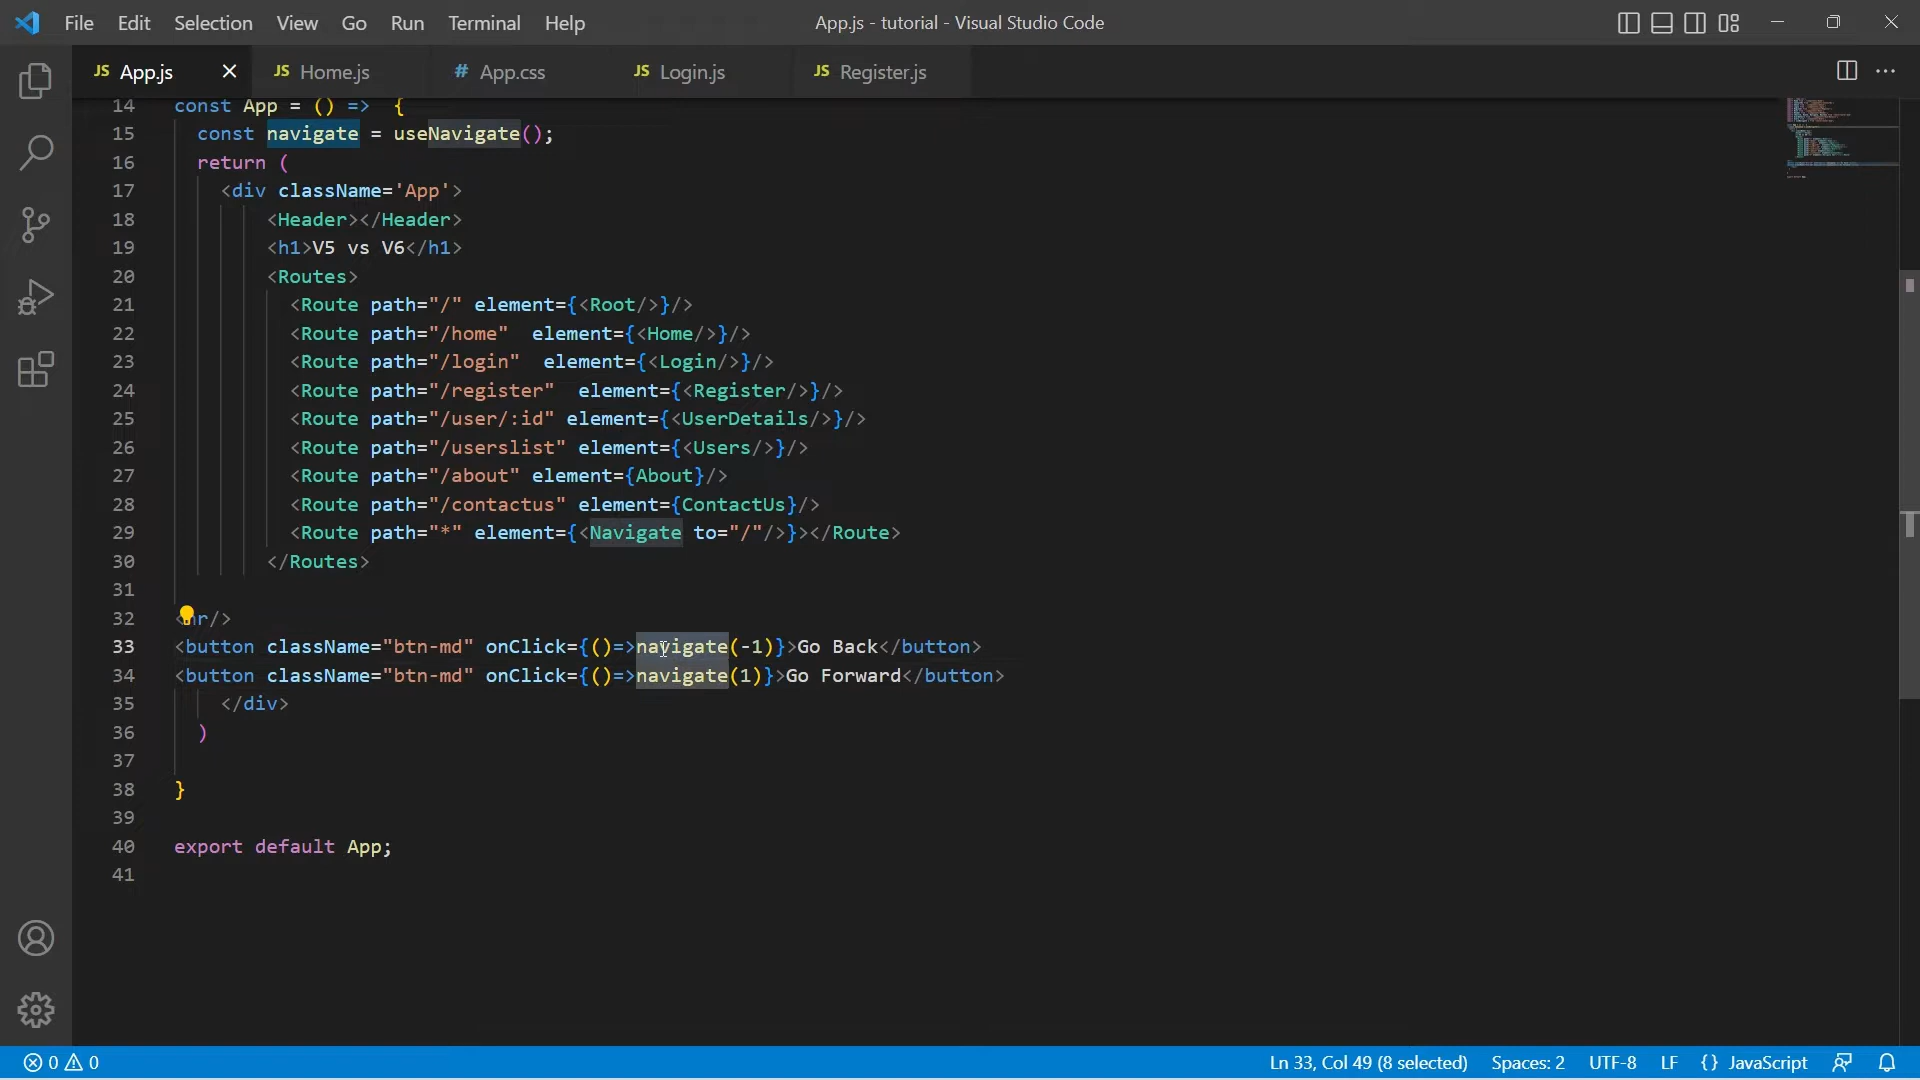 File Edit Selection View Go Run Terminal Help App.js - tutorial - Visual Studio Code
JS App.js JS Home.js # App.css JS Login.js JS Register.js
14 const App = () => {
15 const navigate = useNavigate();
16 return (
17 <div className='App'>
18 <Header></Header>
19 <h1>V5 vs V6</h1>
20 <Routes>
21 <Route path="/" element={<Root/>}/>
22 <Route path="/home" element={<Home/>}/>
23 <Route path="/login" element={<Login/>}/>
24 <Route path="/register" element={<Register/>}/>
25 <Route path="/user/:id" element={<UserDetails/>}/>
26 <Route path="/userslist" element={<Users/>}/>
27 <Route path="/about" element={About}/>
28 <Route path="/contactus" element={ContactUs}/>
29 <Route path="*" element={<Navigate to="/"/>}></Route>
30 </Routes>
31
32 <hr/>
33 <button className="btn-md" onClick={()=>navigate(-1)}>Go Back</button>
34 <button className="btn-md" onClick={()=>navigate(1)}>Go Forward</button>
35 </div>
36 )
37
38 }
39
40 export default App;
41
0 0 Ln 33, Col 49 (8 selected) Spaces: 2 UTF-8 LF {} JavaScript